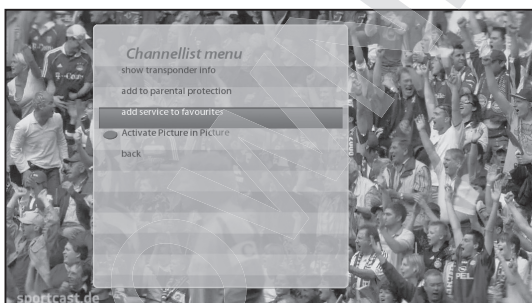 Channellist menu
show transponder info
add to parental protection
add service to favourites
Activate Picture in Picture
back
sportcast.de